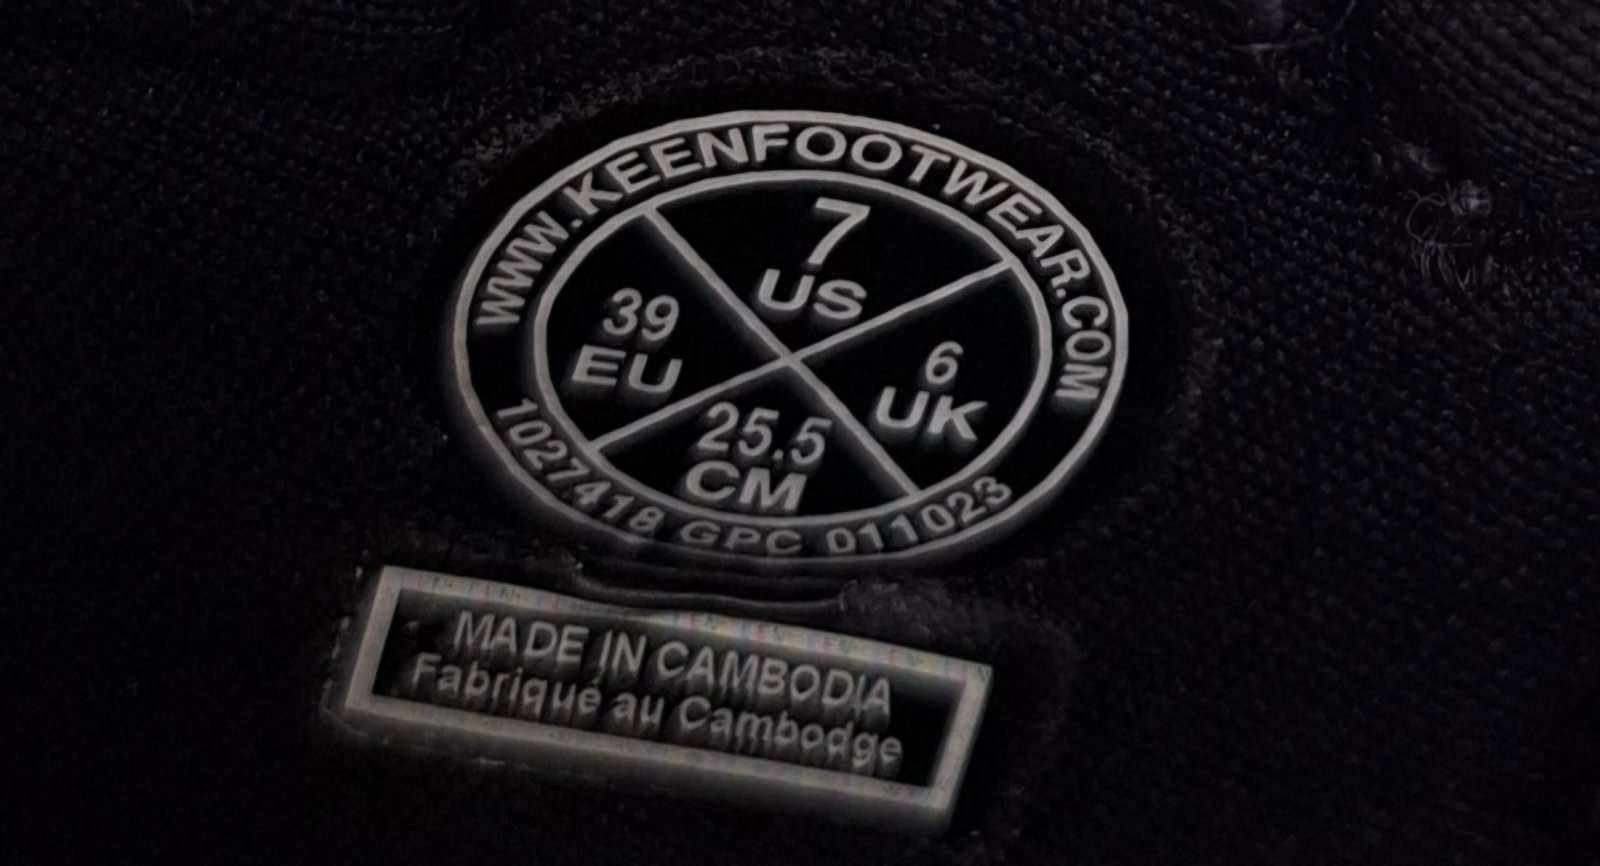 WWW.KEENFOOTWEAR.COM
7
US
39
EU
6
UK
25.5
CM
1027418 GPC 011023
MADE IN CAMBODIA
Fabriqué au Cambodge